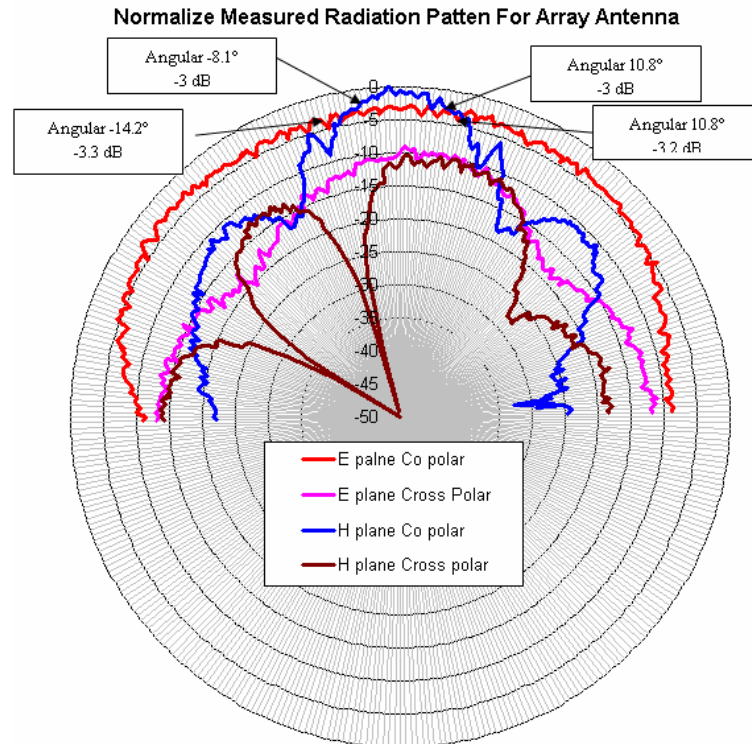 Normalize Measured Radiation Patten For Array Antenna
Angular -8.1°
-3 dB
Angular 10.8°
-3 dB
Angular -14.2°
-3.3 dB
Angular 10.8°
-3.2 dB
0
-5
-10
-15
-20
-25
-30
-35
-40
-45
-50
E palne Co polar
E plane Cross Polar
H plane Co polar
H plane Cross polar